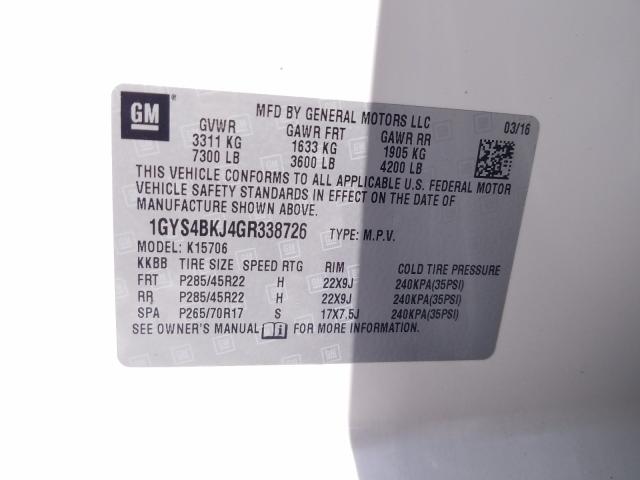 GM ®
MFD BY GENERAL MOTORS LLC 03/16
GVWR GAWR FRT GAWR RR
3311 KG 1633 KG 1905 KG
7300 LB 3600 LB 4200 LB
THIS VEHICLE CONFORMS TO ALL APPLICABLE U.S. FEDERAL MOTOR
VEHICLE SAFETY STANDARDS IN EFFECT ON THE DATE OF
MANUFACTURE SHOWN ABOVE.
1GYS4BKJ4GR338726 TYPE: M.P.V.
MODEL: K15706
KKBB TIRE SIZE SPEED RTG RIM COLD TIRE PRESSURE
FRT P285/45R22 H 22X9J 240KPA(35PSI)
RR P285/45R22 H 22X9J 240KPA(35PSI)
SPA P265/70R17 S 17X7.5J 240KPA(35PSI)
SEE OWNER'S MANUAL FOR MORE INFORMATION.